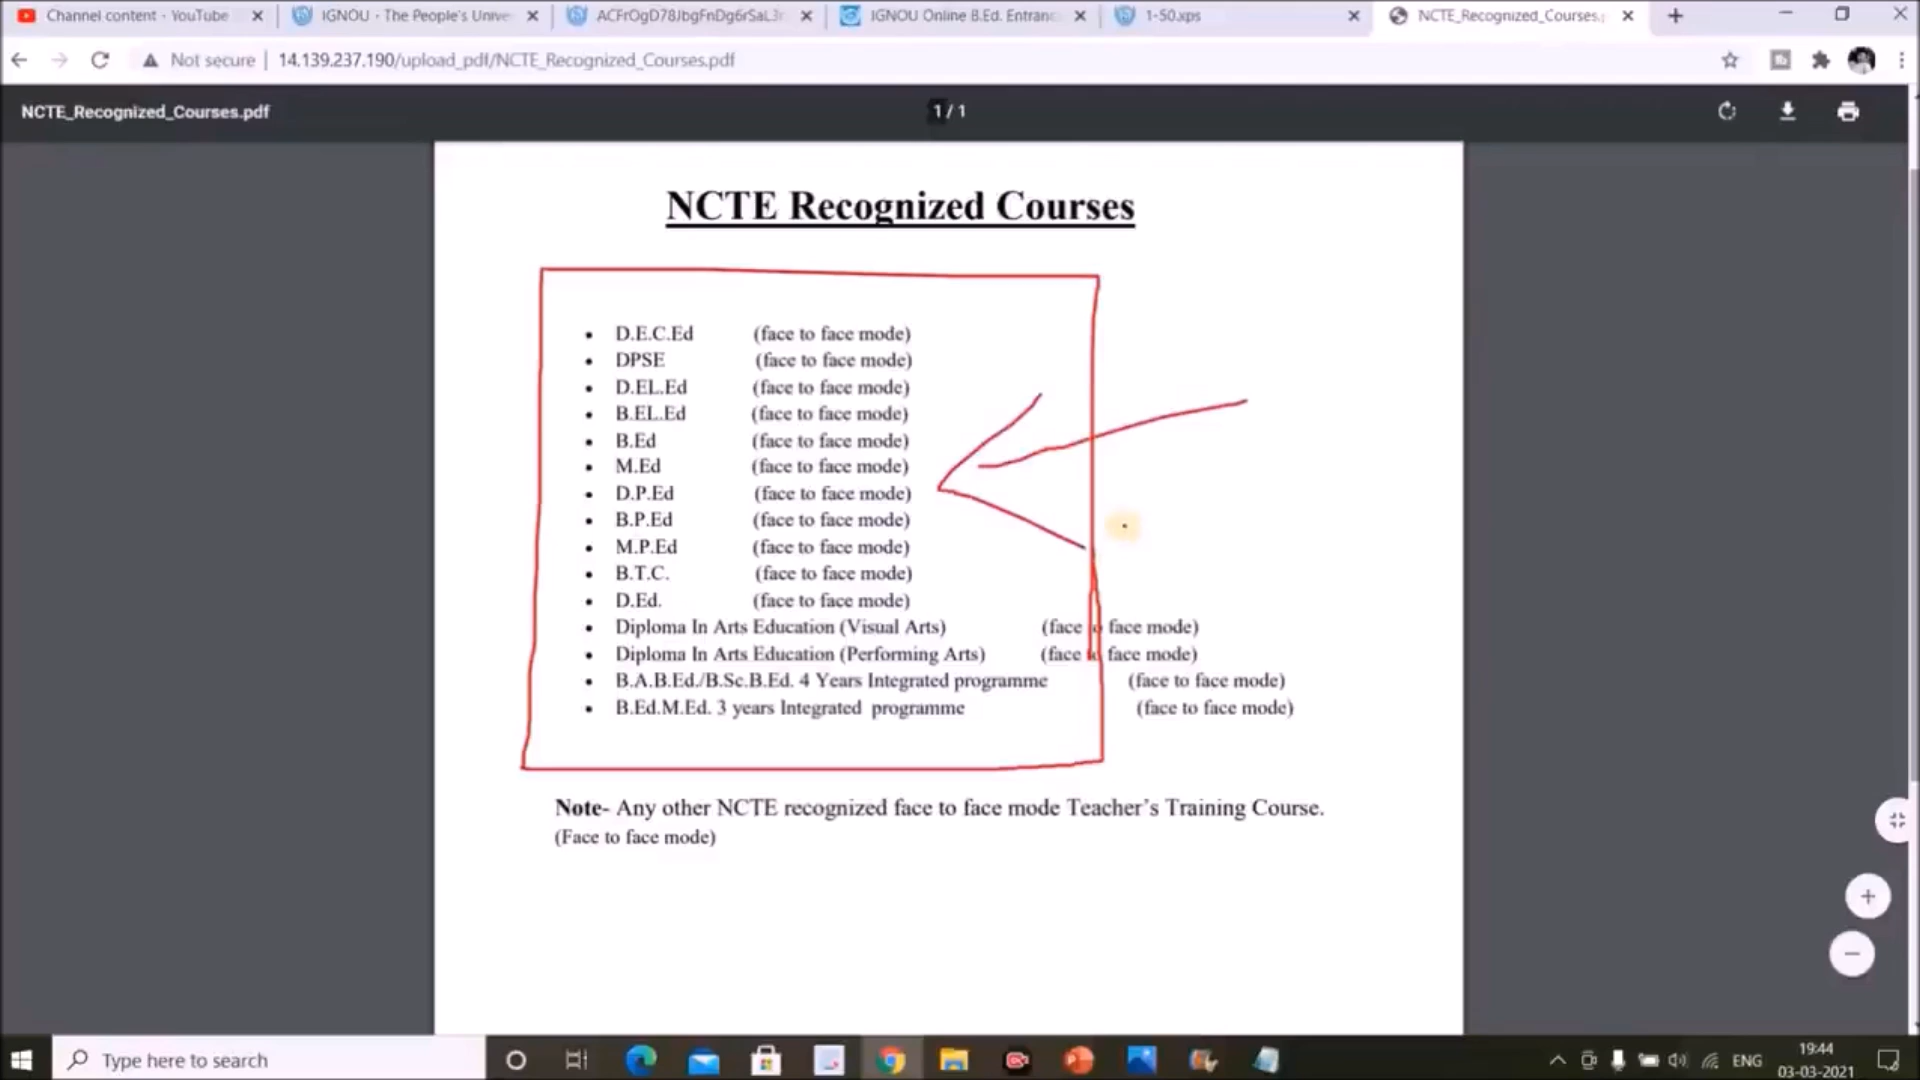 Channel content - YouTube
IGNOU - The People's Unive
ACFrOgD78JbgFnDg6rSaL3r
IGNOU Online B.Ed. Entranc
1-50.xps
NCTE_Recognized_Courses.p
Not secure | 14.139.237.190/upload_pdf/NCTE_Recognized_Courses.pdf
NCTE_Recognized_Courses.pdf
1 / 1
NCTE Recognized Courses
• D.E.C.Ed (face to face mode)
• DPSE (face to face mode)
• D.EL.Ed (face to face mode)
• B.EL.Ed (face to face mode)
• B.Ed (face to face mode)
• M.Ed (face to face mode)
• D.P.Ed (face to face mode)
• B.P.Ed (face to face mode)
• M.P.Ed (face to face mode)
• B.T.C. (face to face mode)
• D.Ed. (face to face mode)
• Diploma In Arts Education (Visual Arts) (face to face mode)
• Diploma In Arts Education (Performing Arts) (face to face mode)
• B.A.B.Ed./B.Sc.B.Ed. 4 Years Integrated programme (face to face mode)
• B.Ed.M.Ed. 3 years Integrated programme (face to face mode)
Note- Any other NCTE recognized face to face mode Teacher's Training Course.
(Face to face mode)
Type here to search
ENG
19:44
03-03-2021